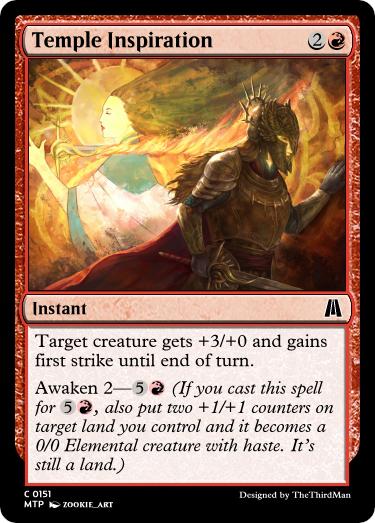 Temple Inspiration 2
Instant
Target creature gets +3/+0 and gains
first strike until end of turn.
Awaken 2—5 (If you cast this spell
for 5, also put two +1/+1 counters on
target land you control and it becomes a
0/0 Elemental creature with haste. It's
still a land.)
C 0151
MTP ZOOKIE_ART
Designed by TheThirdMan